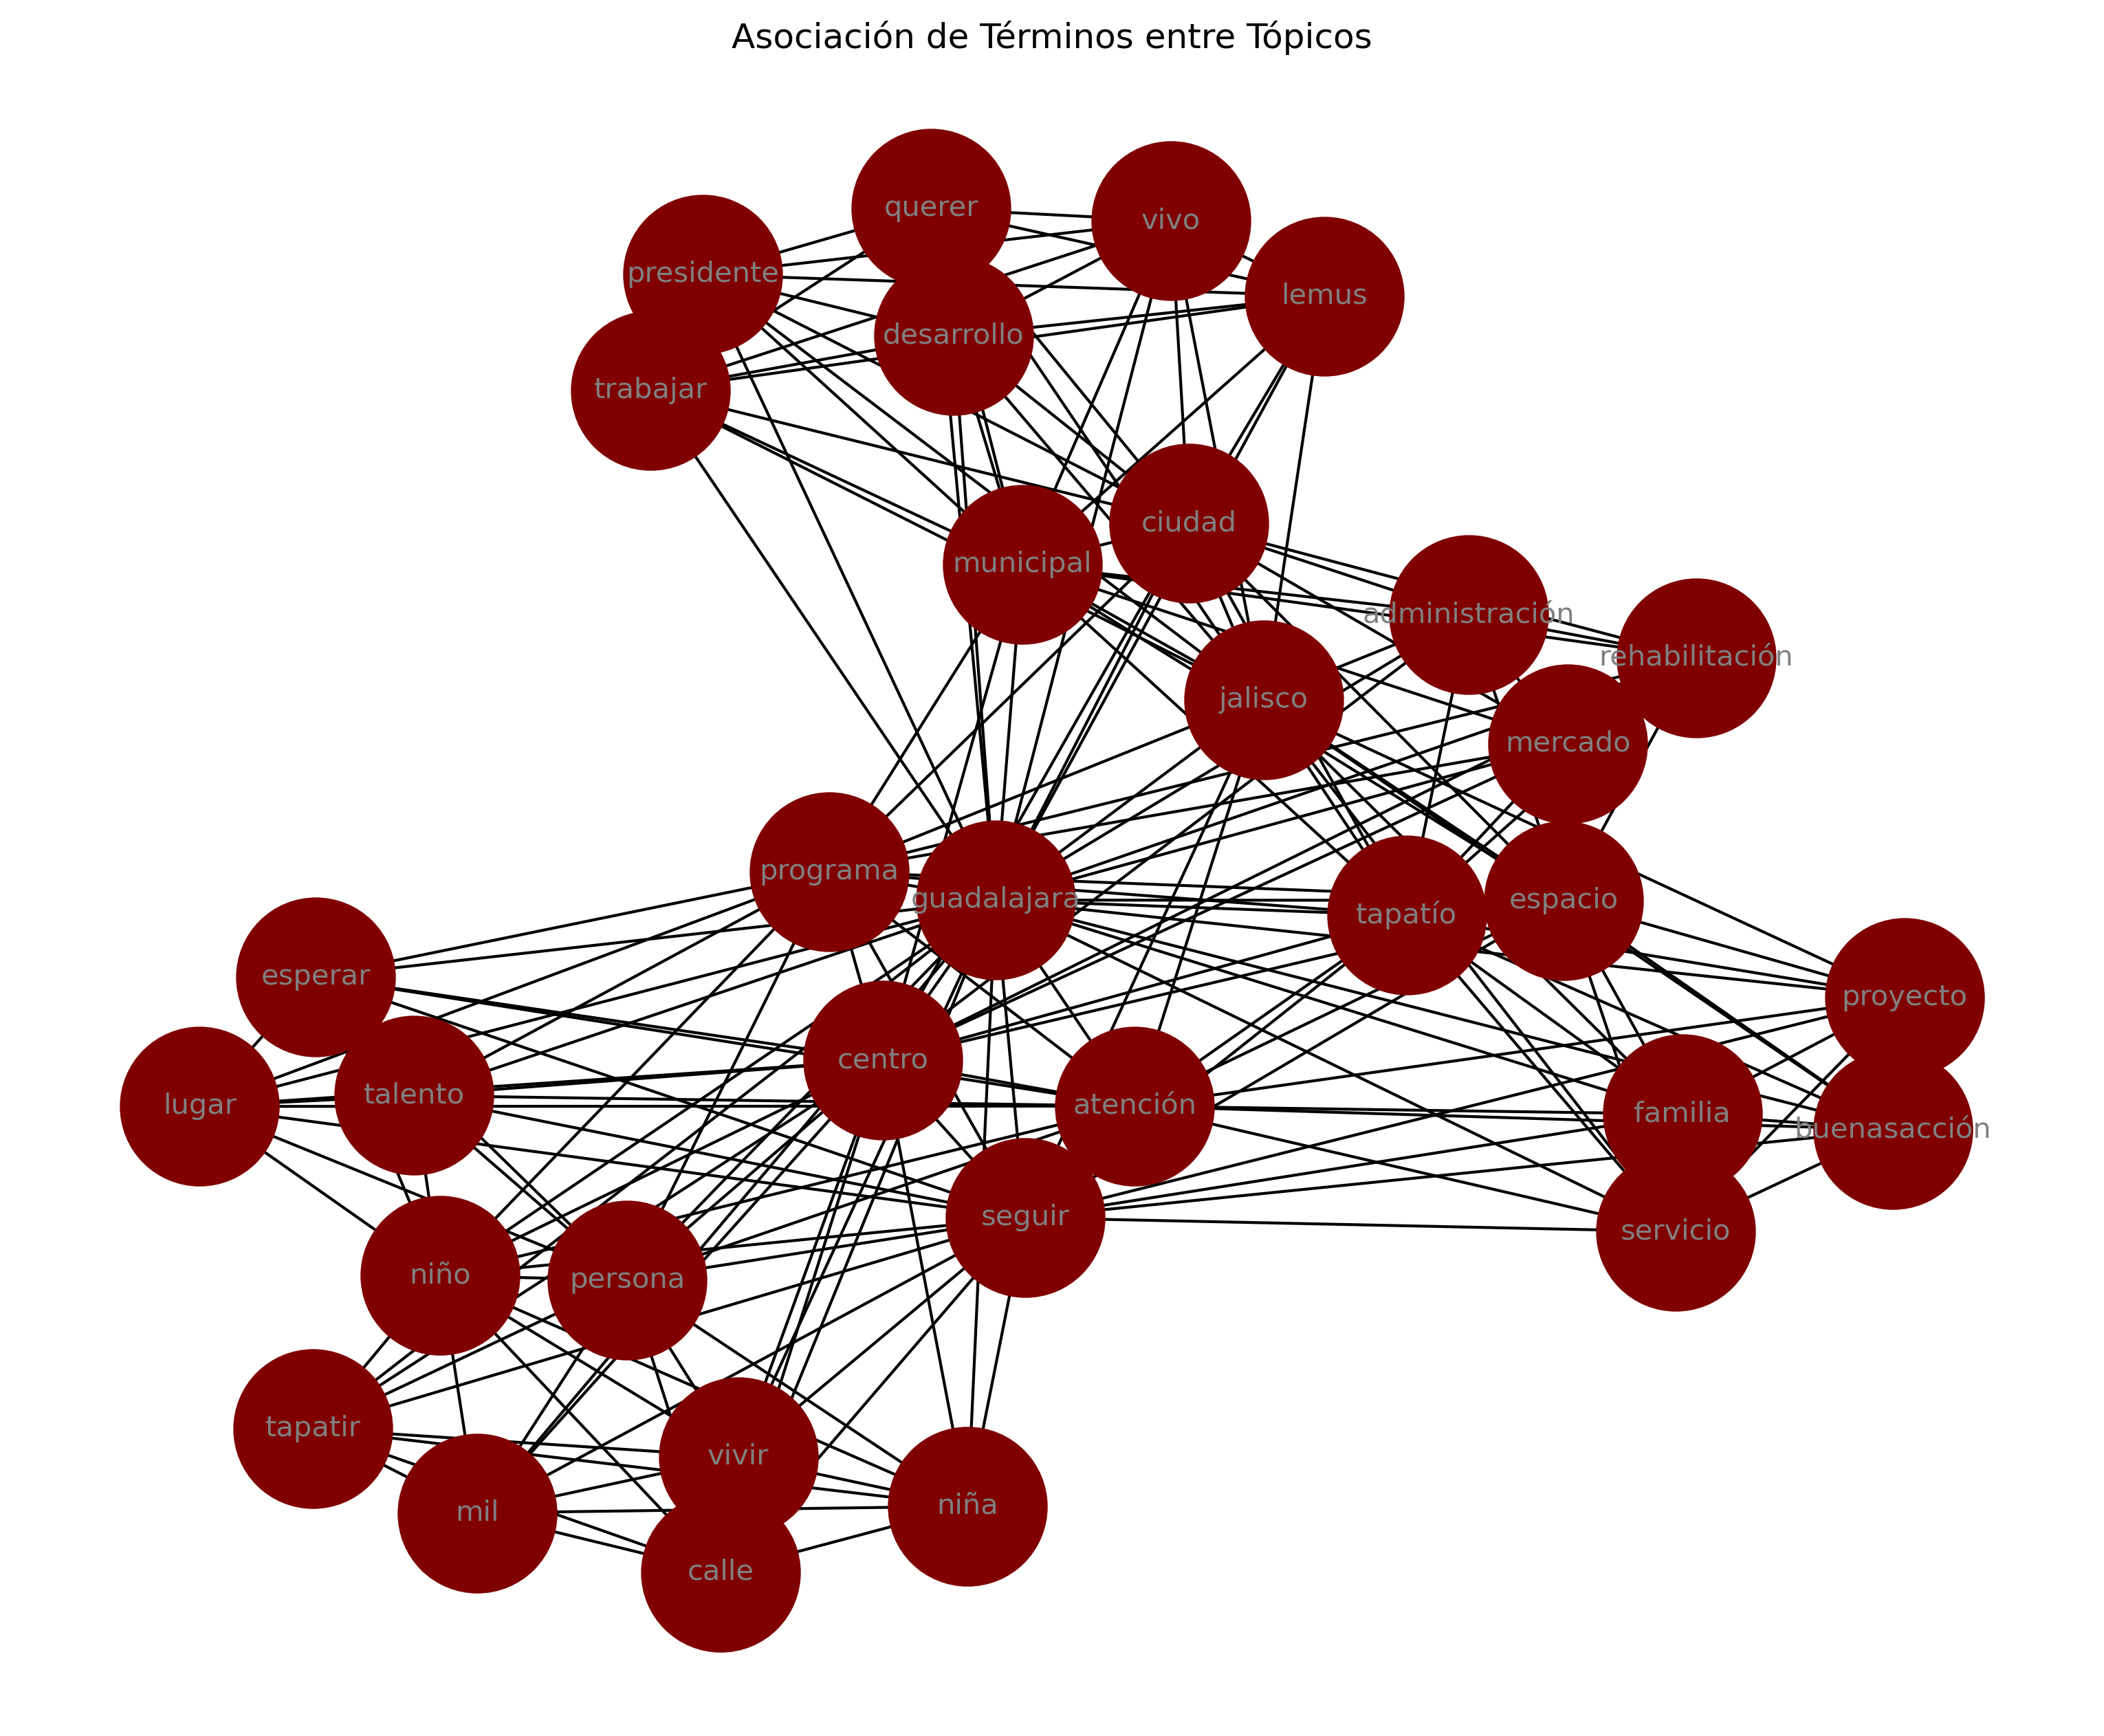 Asociación de Términos entre Tópicos
querer
vivo
presidente
lemus
desarrollo
trabajar
ciudad
municipal
administración
rehabilitación
jalisco
mercado
programa
guadalajara
espacio
tapatío
esperar
proyecto
centro
talento
lugar
atención
familia
buenasacción
seguir
servicio
niño
persona
tapatir
vivir
niña
mil
calle